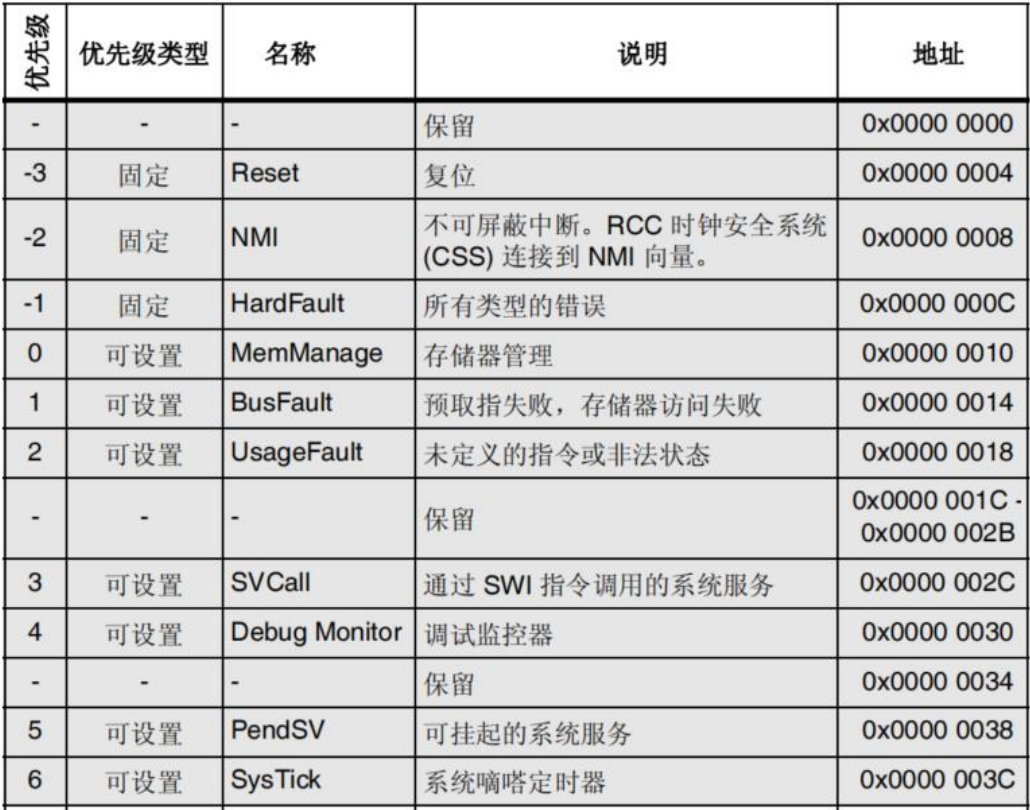 优先级 优先级类型 名称 说明 地址
- - - 保留 0x0000 0000
-3 固定 Reset 复位 0x0000 0004
-2 固定 NMI 不可屏蔽中断。RCC 时钟安全系统
(CSS) 连接到 NMI 向量。 0x0000 0008
-1 固定 HardFault 所有类型的错误 0x0000 000C
0 可设置 MemManage 存储器管理 0x0000 0010
1 可设置 BusFault 预取指失败，存储器访问失败 0x0000 0014
2 可设置 UsageFault 未定义的指令或非法状态 0x0000 0018
- - - 保留 0x0000 001C -
0x0000 002B
3 可设置 SVCall 通过 SWI 指令调用的系统服务 0x0000 002C
4 可设置 Debug Monitor 调试监控器 0x0000 0030
- - - 保留 0x0000 0034
5 可设置 PendSV 可挂起的系统服务 0x0000 0038
6 可设置 SysTick 系统嘀嗒定时器 0x0000 003C